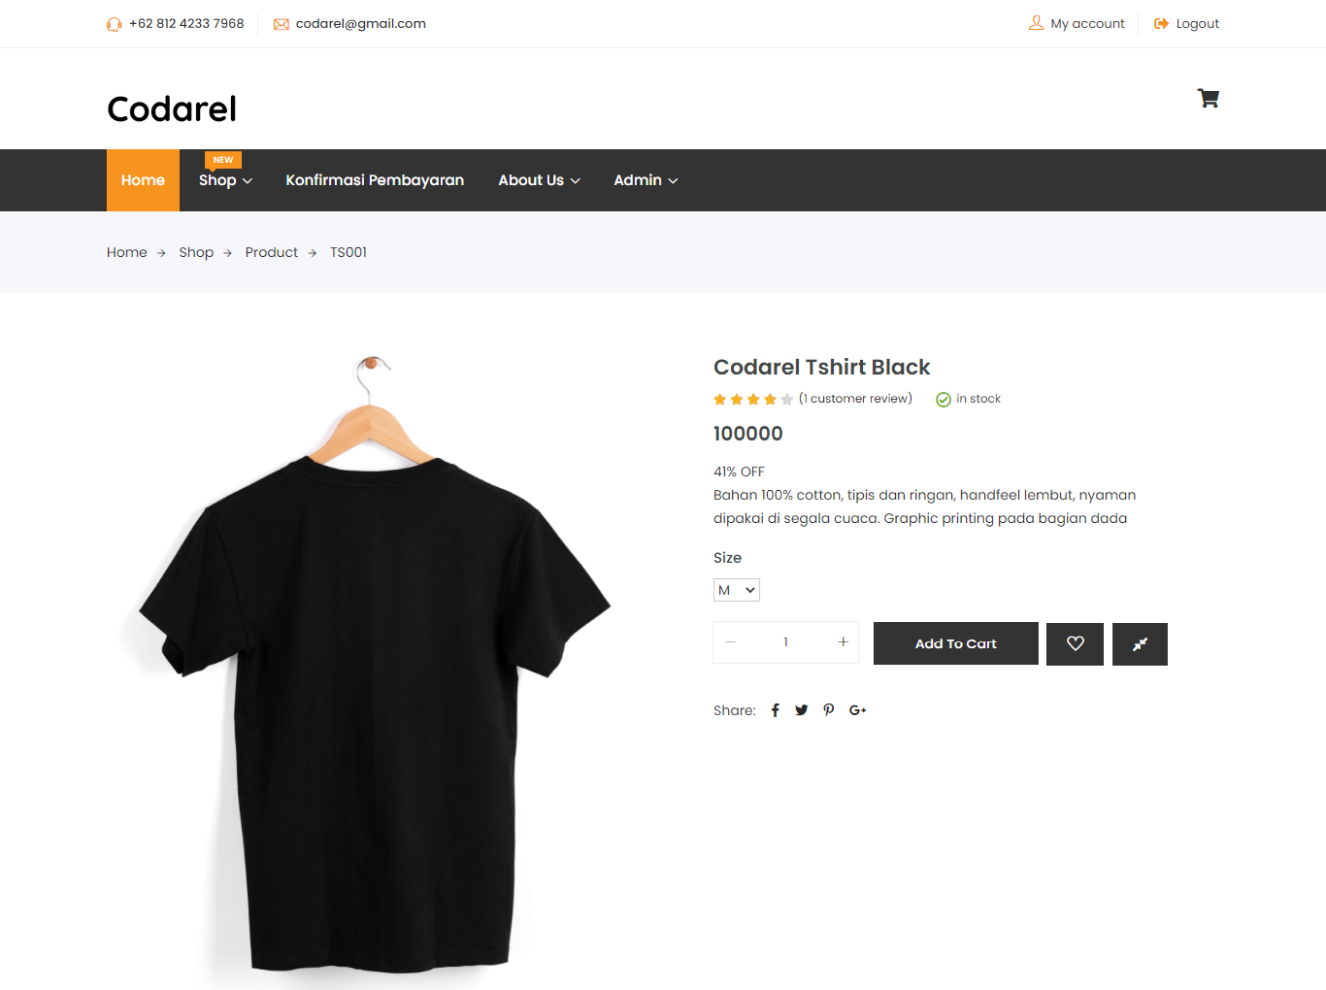 +62 812 4233 7968
codarel@gmail.com
My account
Logout
Codarel
NEW
Home
Shop
Konfirmasi Pembayaran
About Us
Admin
Home → Shop → Product → TS001
Codarel Tshirt Black
(1 customer review)
in stock
100000
41% OFF
Bahan 100% cotton, tipis dan ringan, handfeel lembut, nyaman
dipakai di segala cuaca. Graphic printing pada bagian dada
Size
M
− 1 +
Add To Cart
Share:
G+